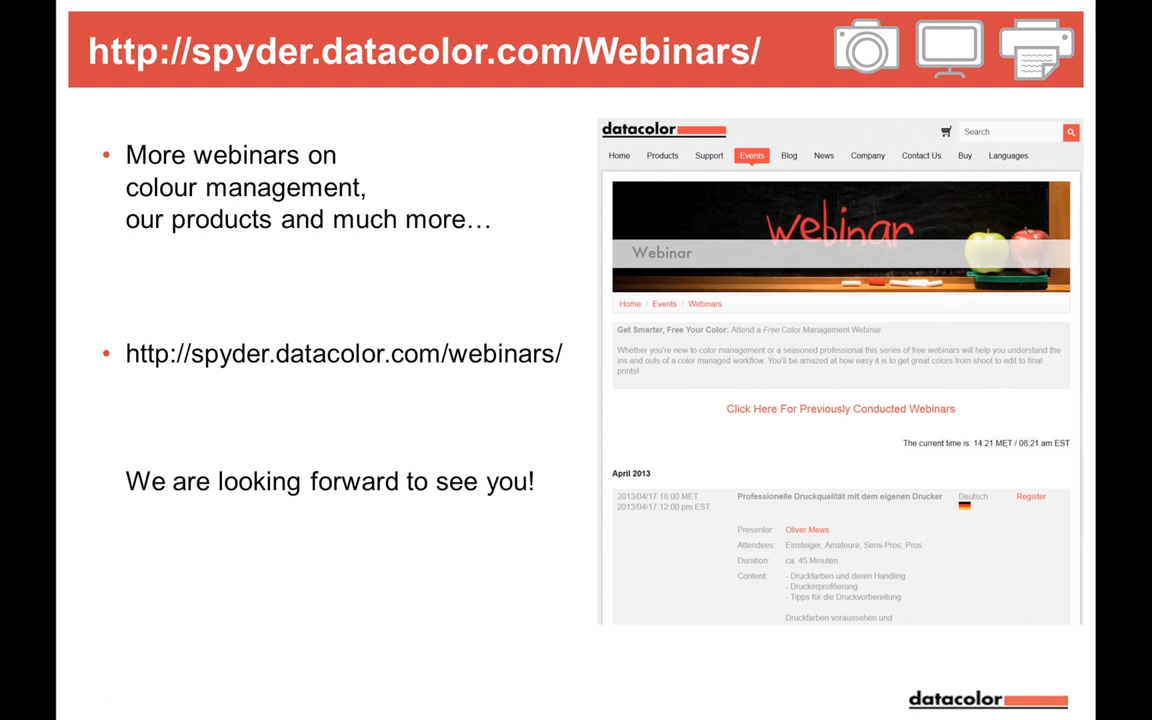 http://spyder.datacolor.com/Webinars/
• More webinars on
colour management,
our products and much more…
• http://spyder.datacolor.com/webinars/
We are looking forward to see you!
datacolor
Search
Home Products Support Events Blog News Company Contact Us Buy Languages
webinar
Webinar
Home / Events / Webinars
Get Smarter, Free Your Color: Attend a Free Color Management Webinar
Whether you're new to color management or a seasoned professional this series of free webinars will help you understand the
ins and outs of a color managed workflow. You'll be amazed at how easy it is to get great colors from shoot to edit to final
prints!
Click Here For Previously Conducted Webinars
The current time is: 14:21 MET / 08:21 am EST
April 2013
2013/04/17 18:00 MET Professionelle Druckqualität mit dem eigenen Drucker Deutsch Register
2013/04/17 12:00 pm EST
Presenter: Oliver Mews
Attendees: Einsteiger, Amateure, Semi-Pros, Pros
Duration: ca. 45 Minuten
Content: - Druckfarben und deren Handling
- Druckerprofilierung
- Tipps für die Druckvorbereitung
Druckfarben voraussehen und
datacolor